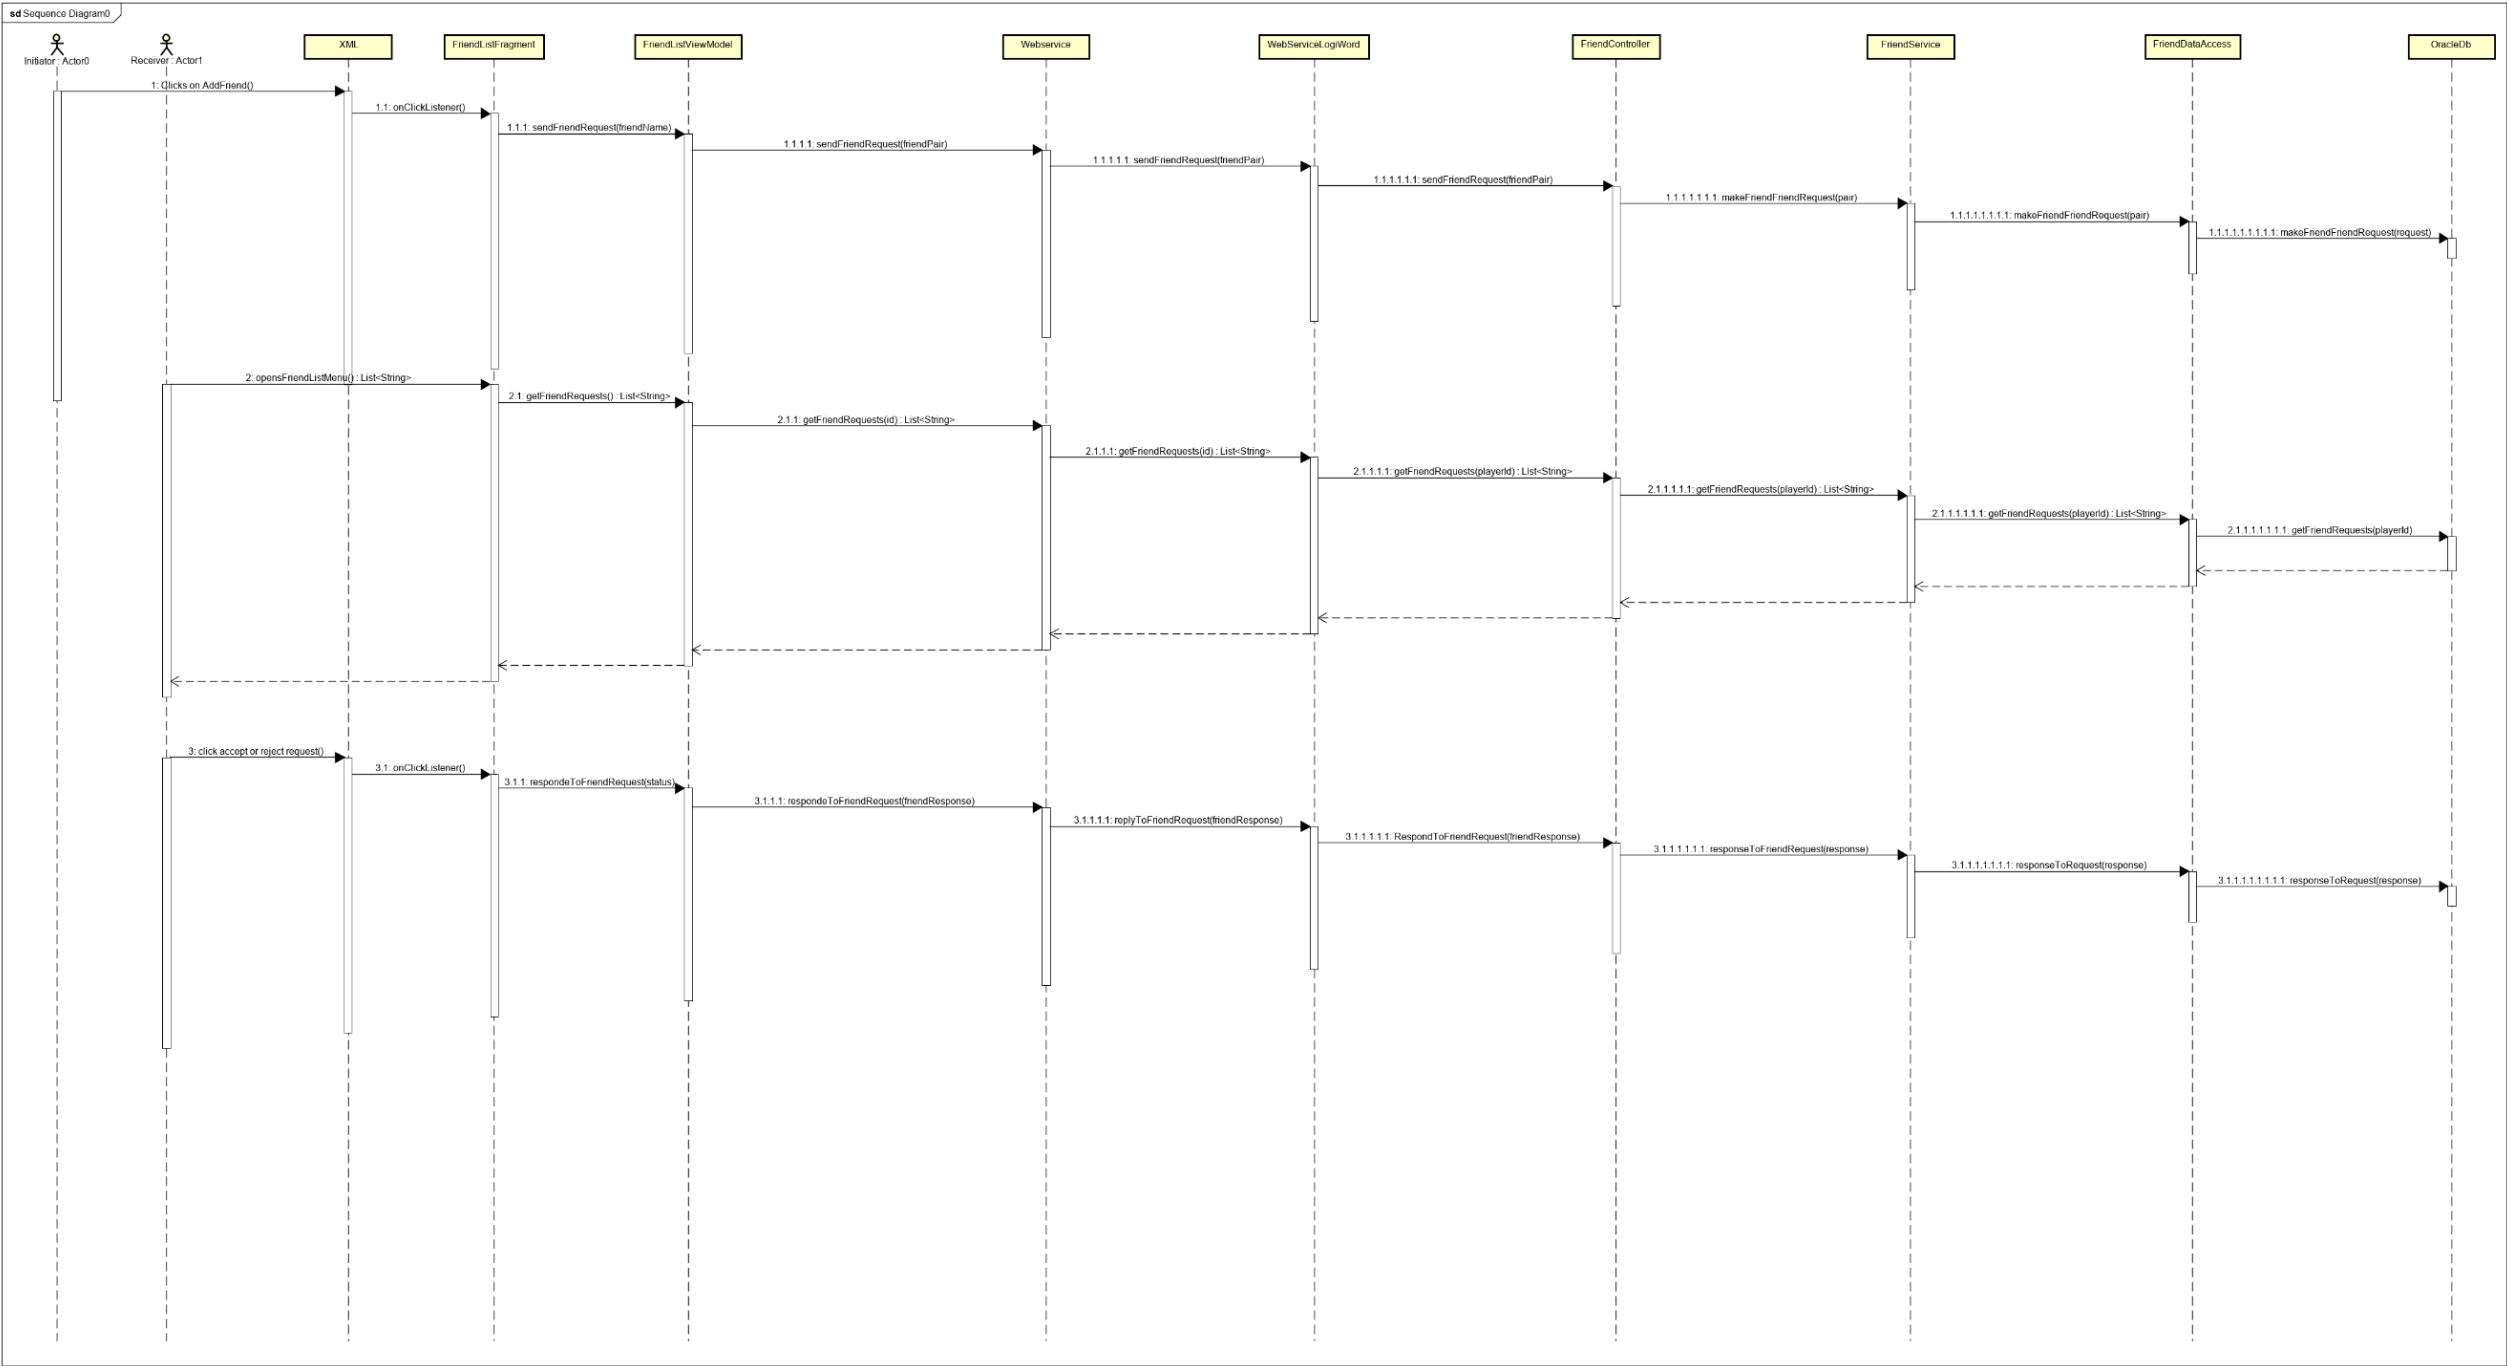 sd Sequence Diagram0
Initiator : Actor0
Receiver : Actor1
XML
FriendListFragment
FriendListViewModel
Webservice
WebServiceLogiWord
FriendController
FriendService
FriendDataAccess
OracleDb
1: Clicks on AddFriend()
1.1: onClickListener()
1.1.1: sendFriendRequest(friendName)
1.1.1.1: sendFriendRequest(friendPair)
1.1.1.1.1: sendFriendRequest(friendPair)
1.1.1.1.1.1: sendFriendRequest(friendPair)
1.1.1.1.1.1.1: makeFriendFriendRequest(pair)
1.1.1.1.1.1.1.1: makeFriendFriendRequest(pair)
1.1.1.1.1.1.1.1.1: makeFriendFriendRequest(request)
2: opensFriendListMenu() : List<String>
2.1: getFriendRequests() : List<String>
2.1.1: getFriendRequests(id) : List<String>
2.1.1.1: getFriendRequests(id) : List<String>
2.1.1.1.1: getFriendRequests(playerId) : LIst<String>
2.1.1.1.1.1: getFriendRequests(playerId) : List<String>
2.1.1.1.1.1.1: getFriendRequests(playerId) : List<String>
2.1.1.1.1.1.1.1: getFriendRequests(playerId)
3: click accept or reject request()
3.1: onClickListener()
3.1.1: respondeToFriendRequest(status)
3.1.1.1: respondeToFriendRequest(friendResponse)
3.1.1.1.1: replyToFriendRequest(friendResponse)
3.1.1.1.1.1: RespondToFriendRequest(friendResponse)
3.1.1.1.1.1.1: responseToFriendRequest(response)
3.1.1.1.1.1.1.1: responseToRequest(response)
3.1.1.1.1.1.1.1.1: responseToRequest(response)